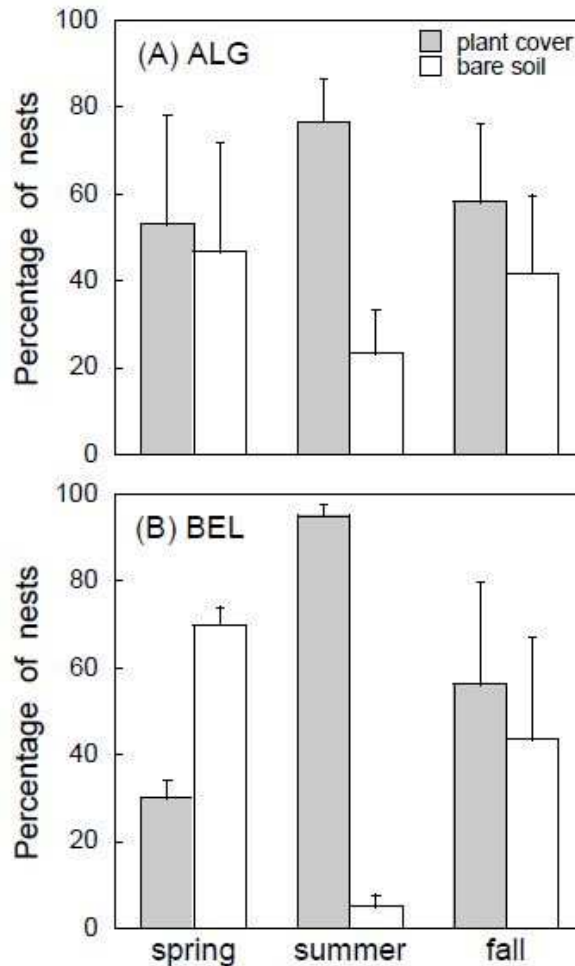 (A) ALG
plant cover
bare soil
Percentage of nests
100
80
60
40
20
0
(B) BEL
Percentage of nests
100
80
60
40
20
0
spring summer fall